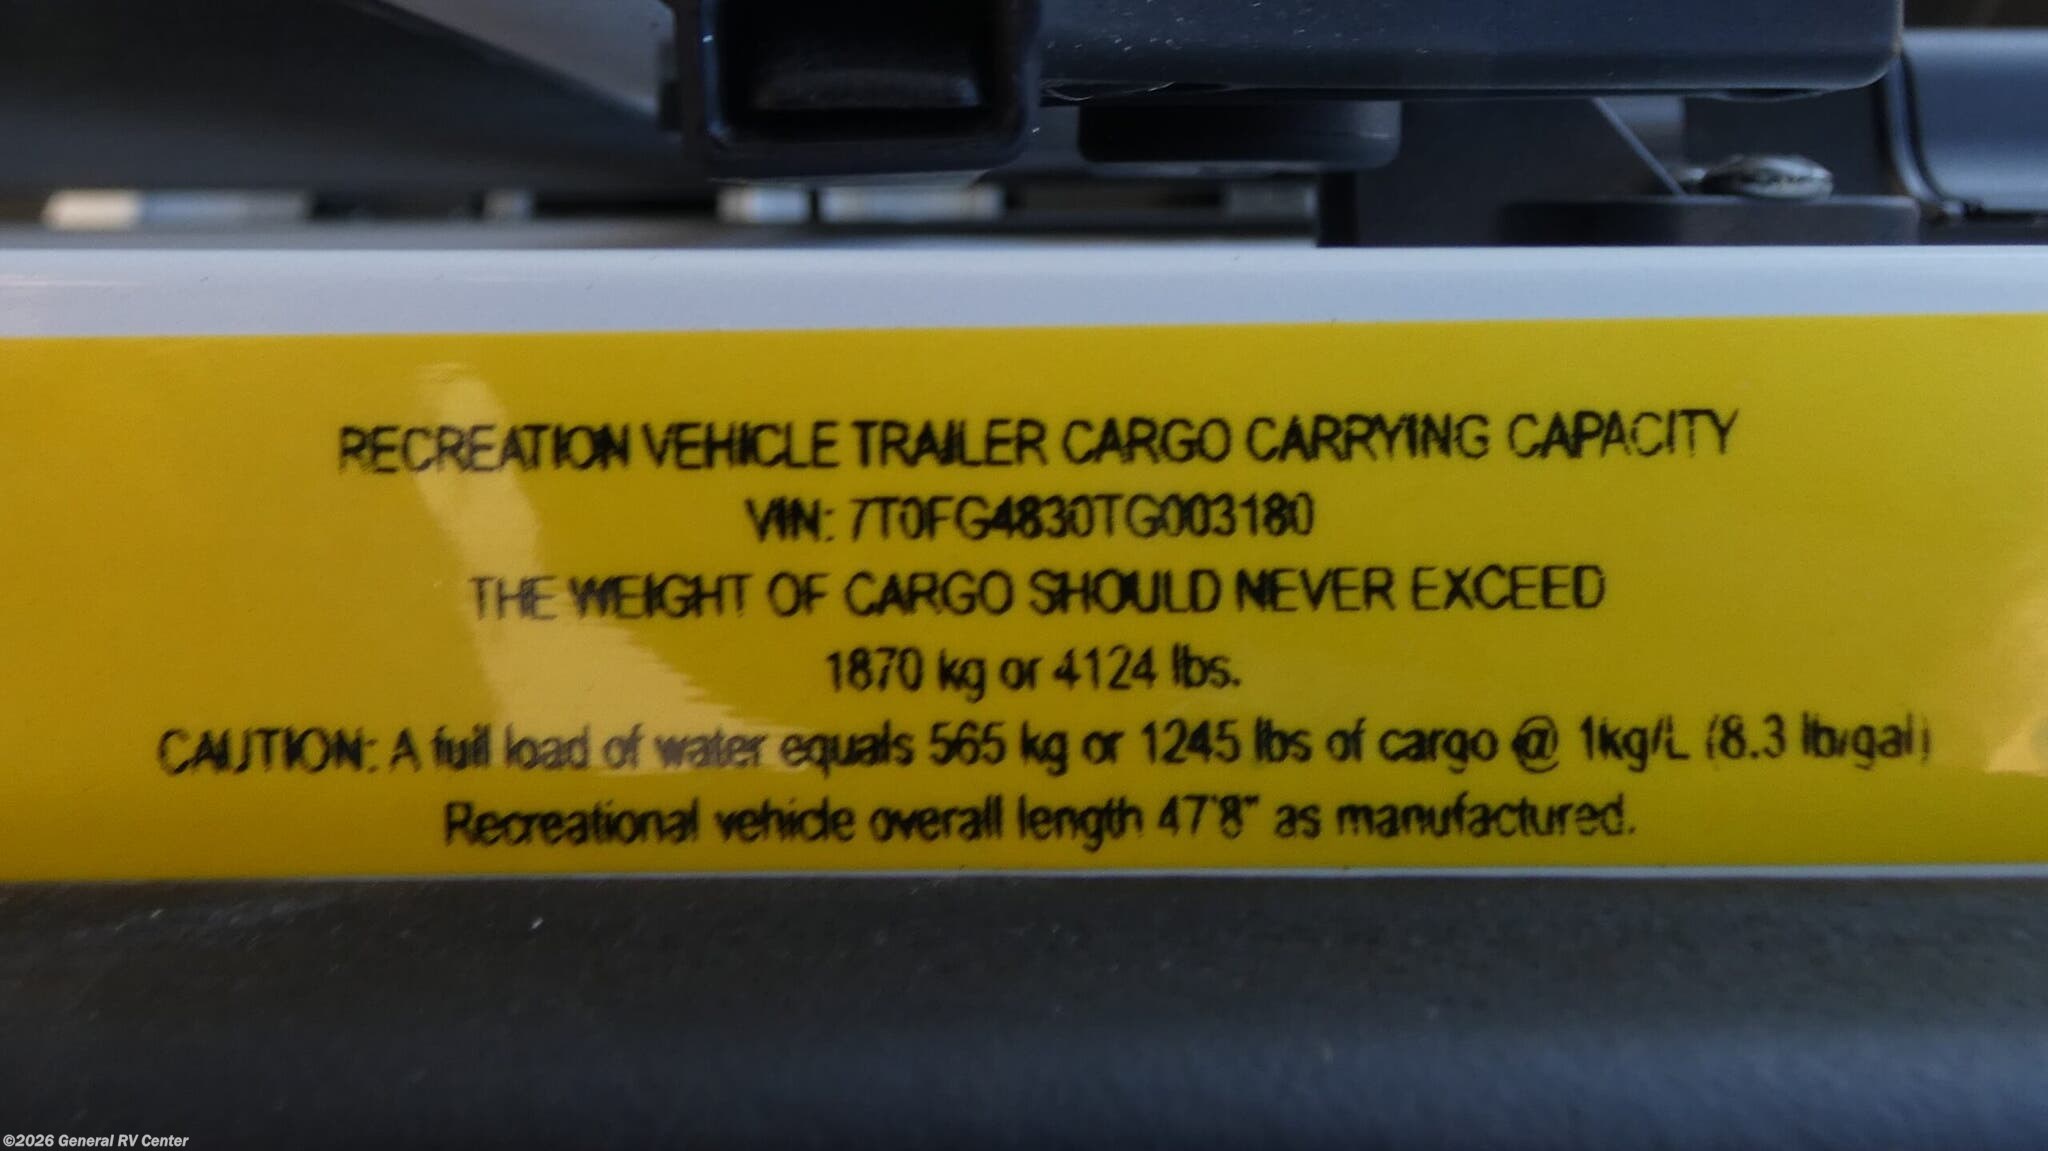 RECREATION VEHICLE TRAILER CARGO CARRYING CAPACITY
VIN: 7T0FG4830TG003180
THE WEIGHT OF CARGO SHOULD NEVER EXCEED
1870 kg or 4124 lbs.
CAUTION: A full load of water equals 565 kg or 1245 lbs of cargo @ 1kg/L (8.3 lb/gal)
Recreational vehicle overall length 47'8" as manufactured.
©2026 General RV Center